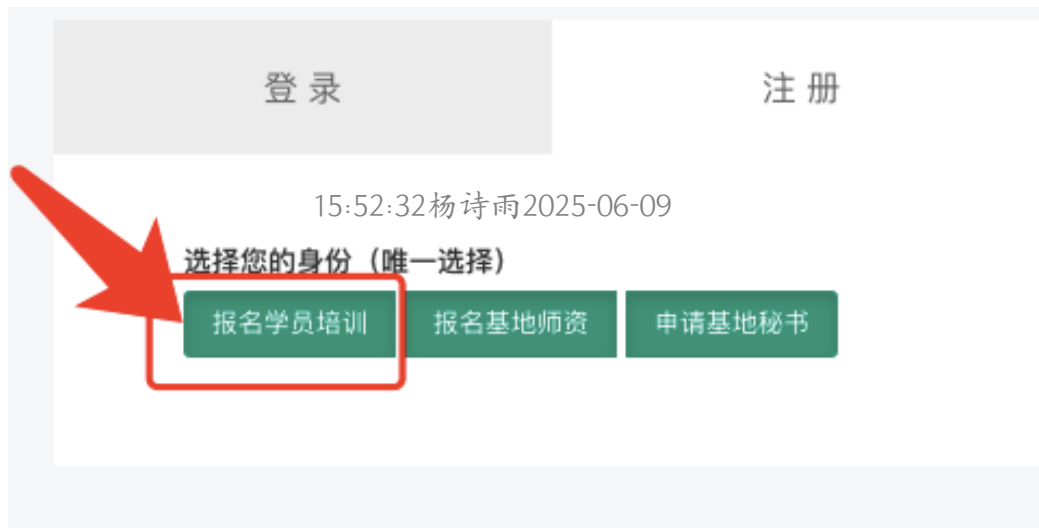 登录
注册
15:52:32杨诗雨2025-06-09
选择您的身份（唯一选择）
报名学员培训
报名基地师资
申请基地秘书